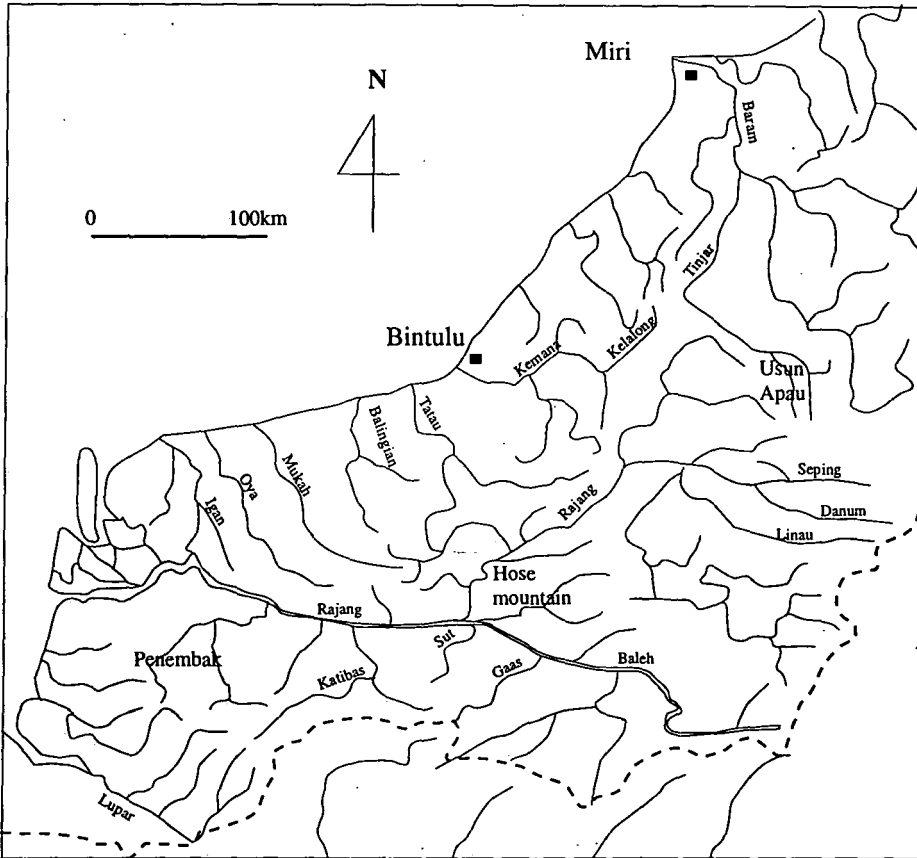 Miri
N
Baram
0 100km
Tinjar
Bintulu
Kemana
Kelalong
Usun
Apau
Tatau
Balingian
Mukah
Oya
Igan
Rajang
Seping
Danum
Linau
Hose
mountain
Rajang
Sut
Penembak
Katibas
Gaas
Baleh
Lupar